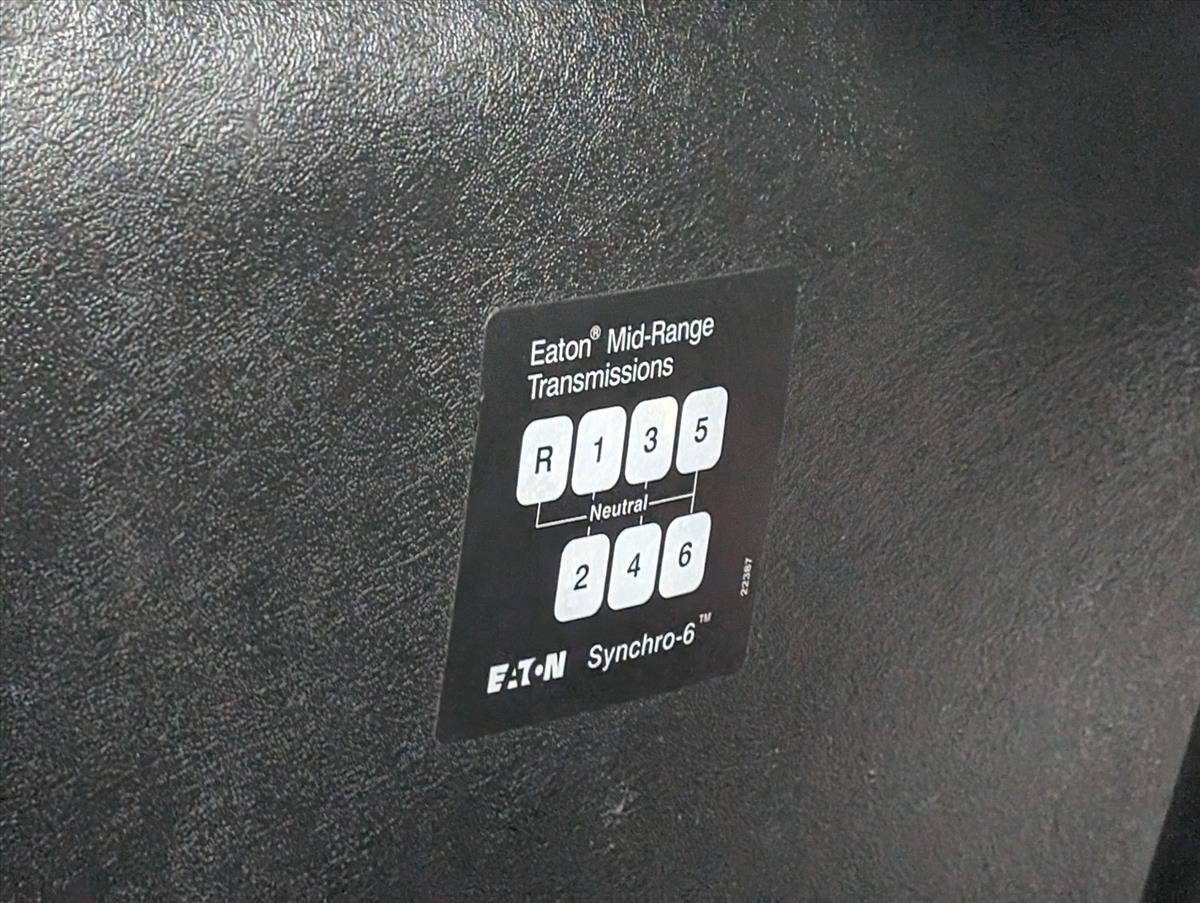 Eaton® Mid-Range
Transmissions
R 1 3 5
Neutral
2 4 6
22387
EATON Synchro-6™